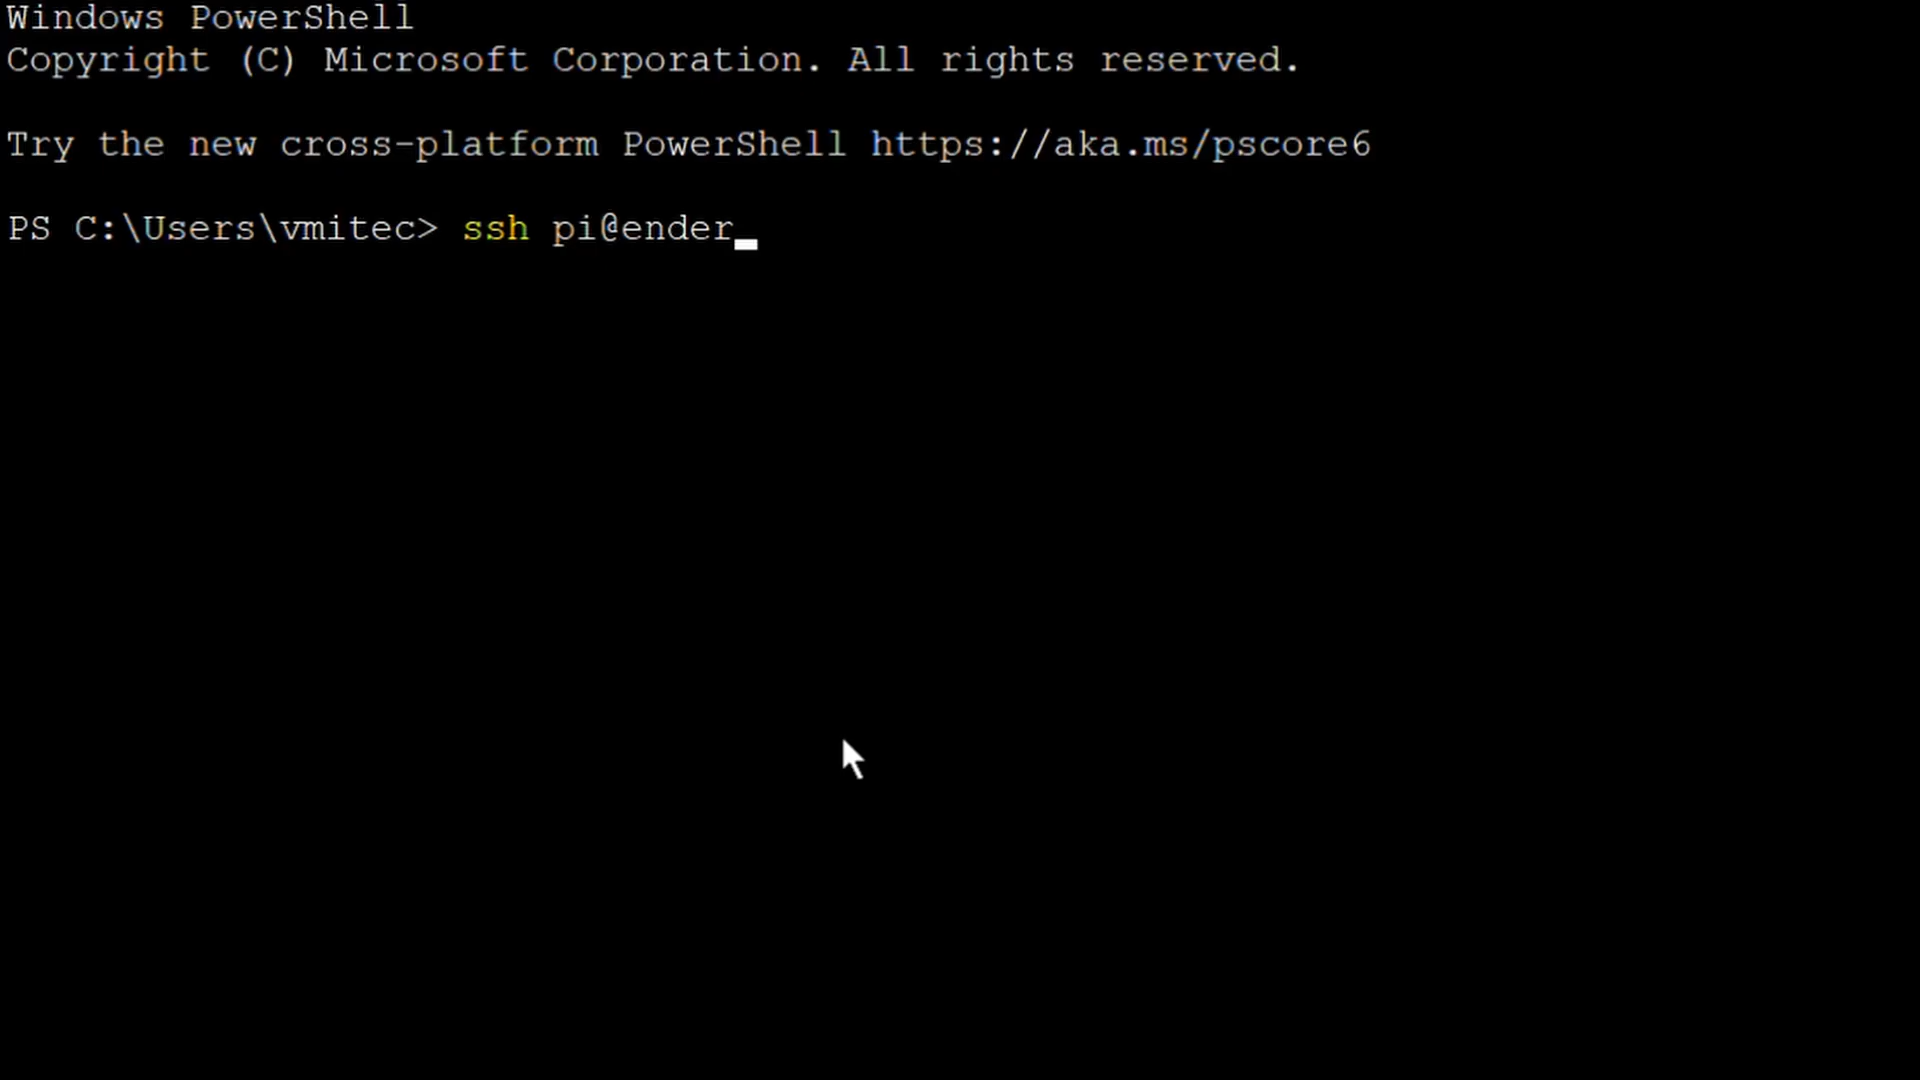 Windows PowerShell
Copyright (C) Microsoft Corporation. All rights reserved.
Try the new cross-platform PowerShell https://aka.ms/pscore6
PS C:\Users\vmitec> ssh pi@ender